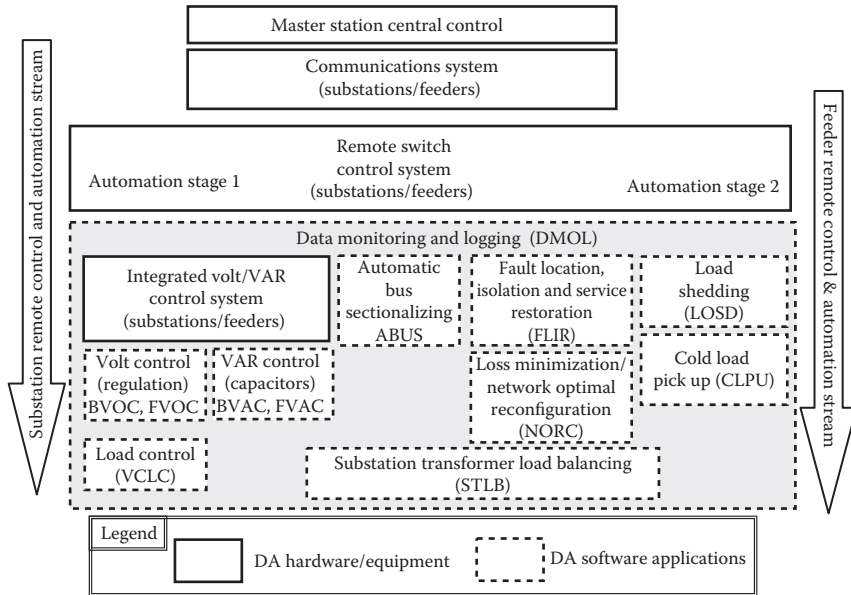 Master station central control
Communications system
(substations/feeders)
Remote switch
control system
(substations/feeders)
Automation stage 1
Automation stage 2
Substation remote control and automation stream
Feeder remote control & automation stream
Data monitoring and logging (DMOL)
Integrated volt/VAR
control system
(substations/feeders)
Automatic
bus
sectionalizing
ABUS
Fault location,
isolation and service
restoration
(FLIR)
Load
shedding
(LOSD)
Volt control
(regulation)
BVOC, FVOC
VAR control
(capacitors)
BVAC, FVAC
Loss minimization/
network optimal
reconfiguration
(NORC)
Cold load
pick up (CLPU)
Load control
(VCLC)
Substation transformer load balancing
(STLB)
Legend
DA hardware/equipment
DA software applications